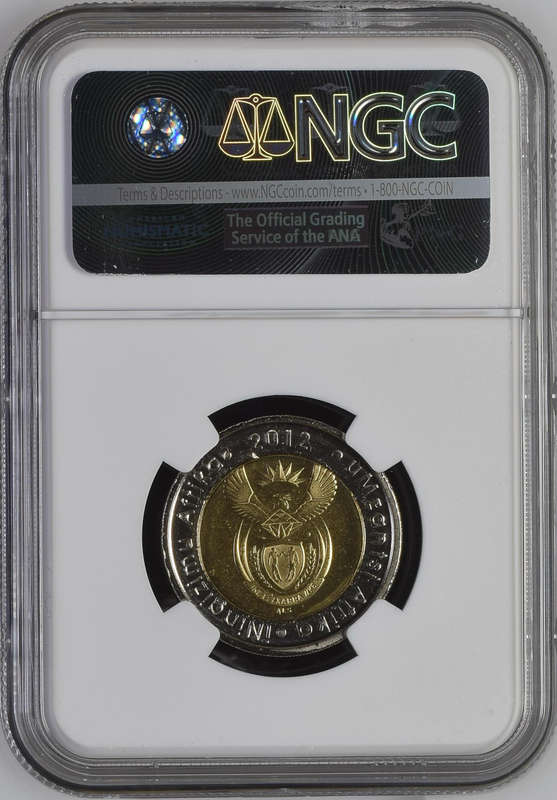 NGC
Terms & Descriptions - www.NGCcoin.com/terms • 1-800-NGC-COIN
The Official Grading
Service of the ANA
iNingizimu Afrika • 2012 • uMzantsi Afrika •
ALS